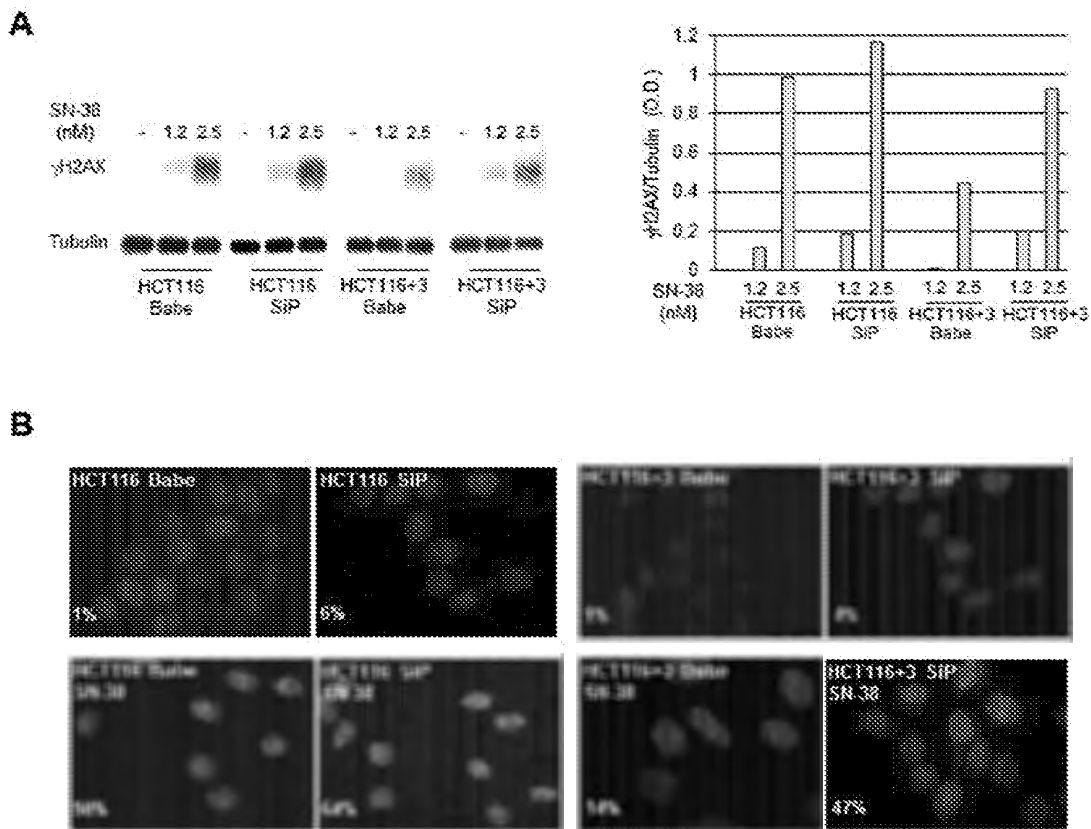 A
SN-38
(nM)
- 1.2 2.5 - 1.2 2.5 - 1.2 2.5 - 1.2 2.5
γH2AX
Tubulin
HCT116
Babe
HCT116
SiP
HCT116+3
Babe
HCT116+3
SiP
γH2AX/Tubulin (O.D.)
1.2
1
0.8
0.6
0.4
0.2
0
SN-38
(nM)
1.2 2.5 1.2 2.5 1.2 2.5 1.2 2.5
HCT116
Babe
HCT116
SiP
HCT116+3
Babe
HCT116+3
SiP
B
HCT116 Babe
1%
HCT116 SiP
5%
HCT116+3 Babe
HCT116+3 SiP
HCT116 Babe
SN-38
HCT116 SiP
SN-38
HCT116+3 Babe
SN-38
HCT116+3 SiP
SN-38
47%